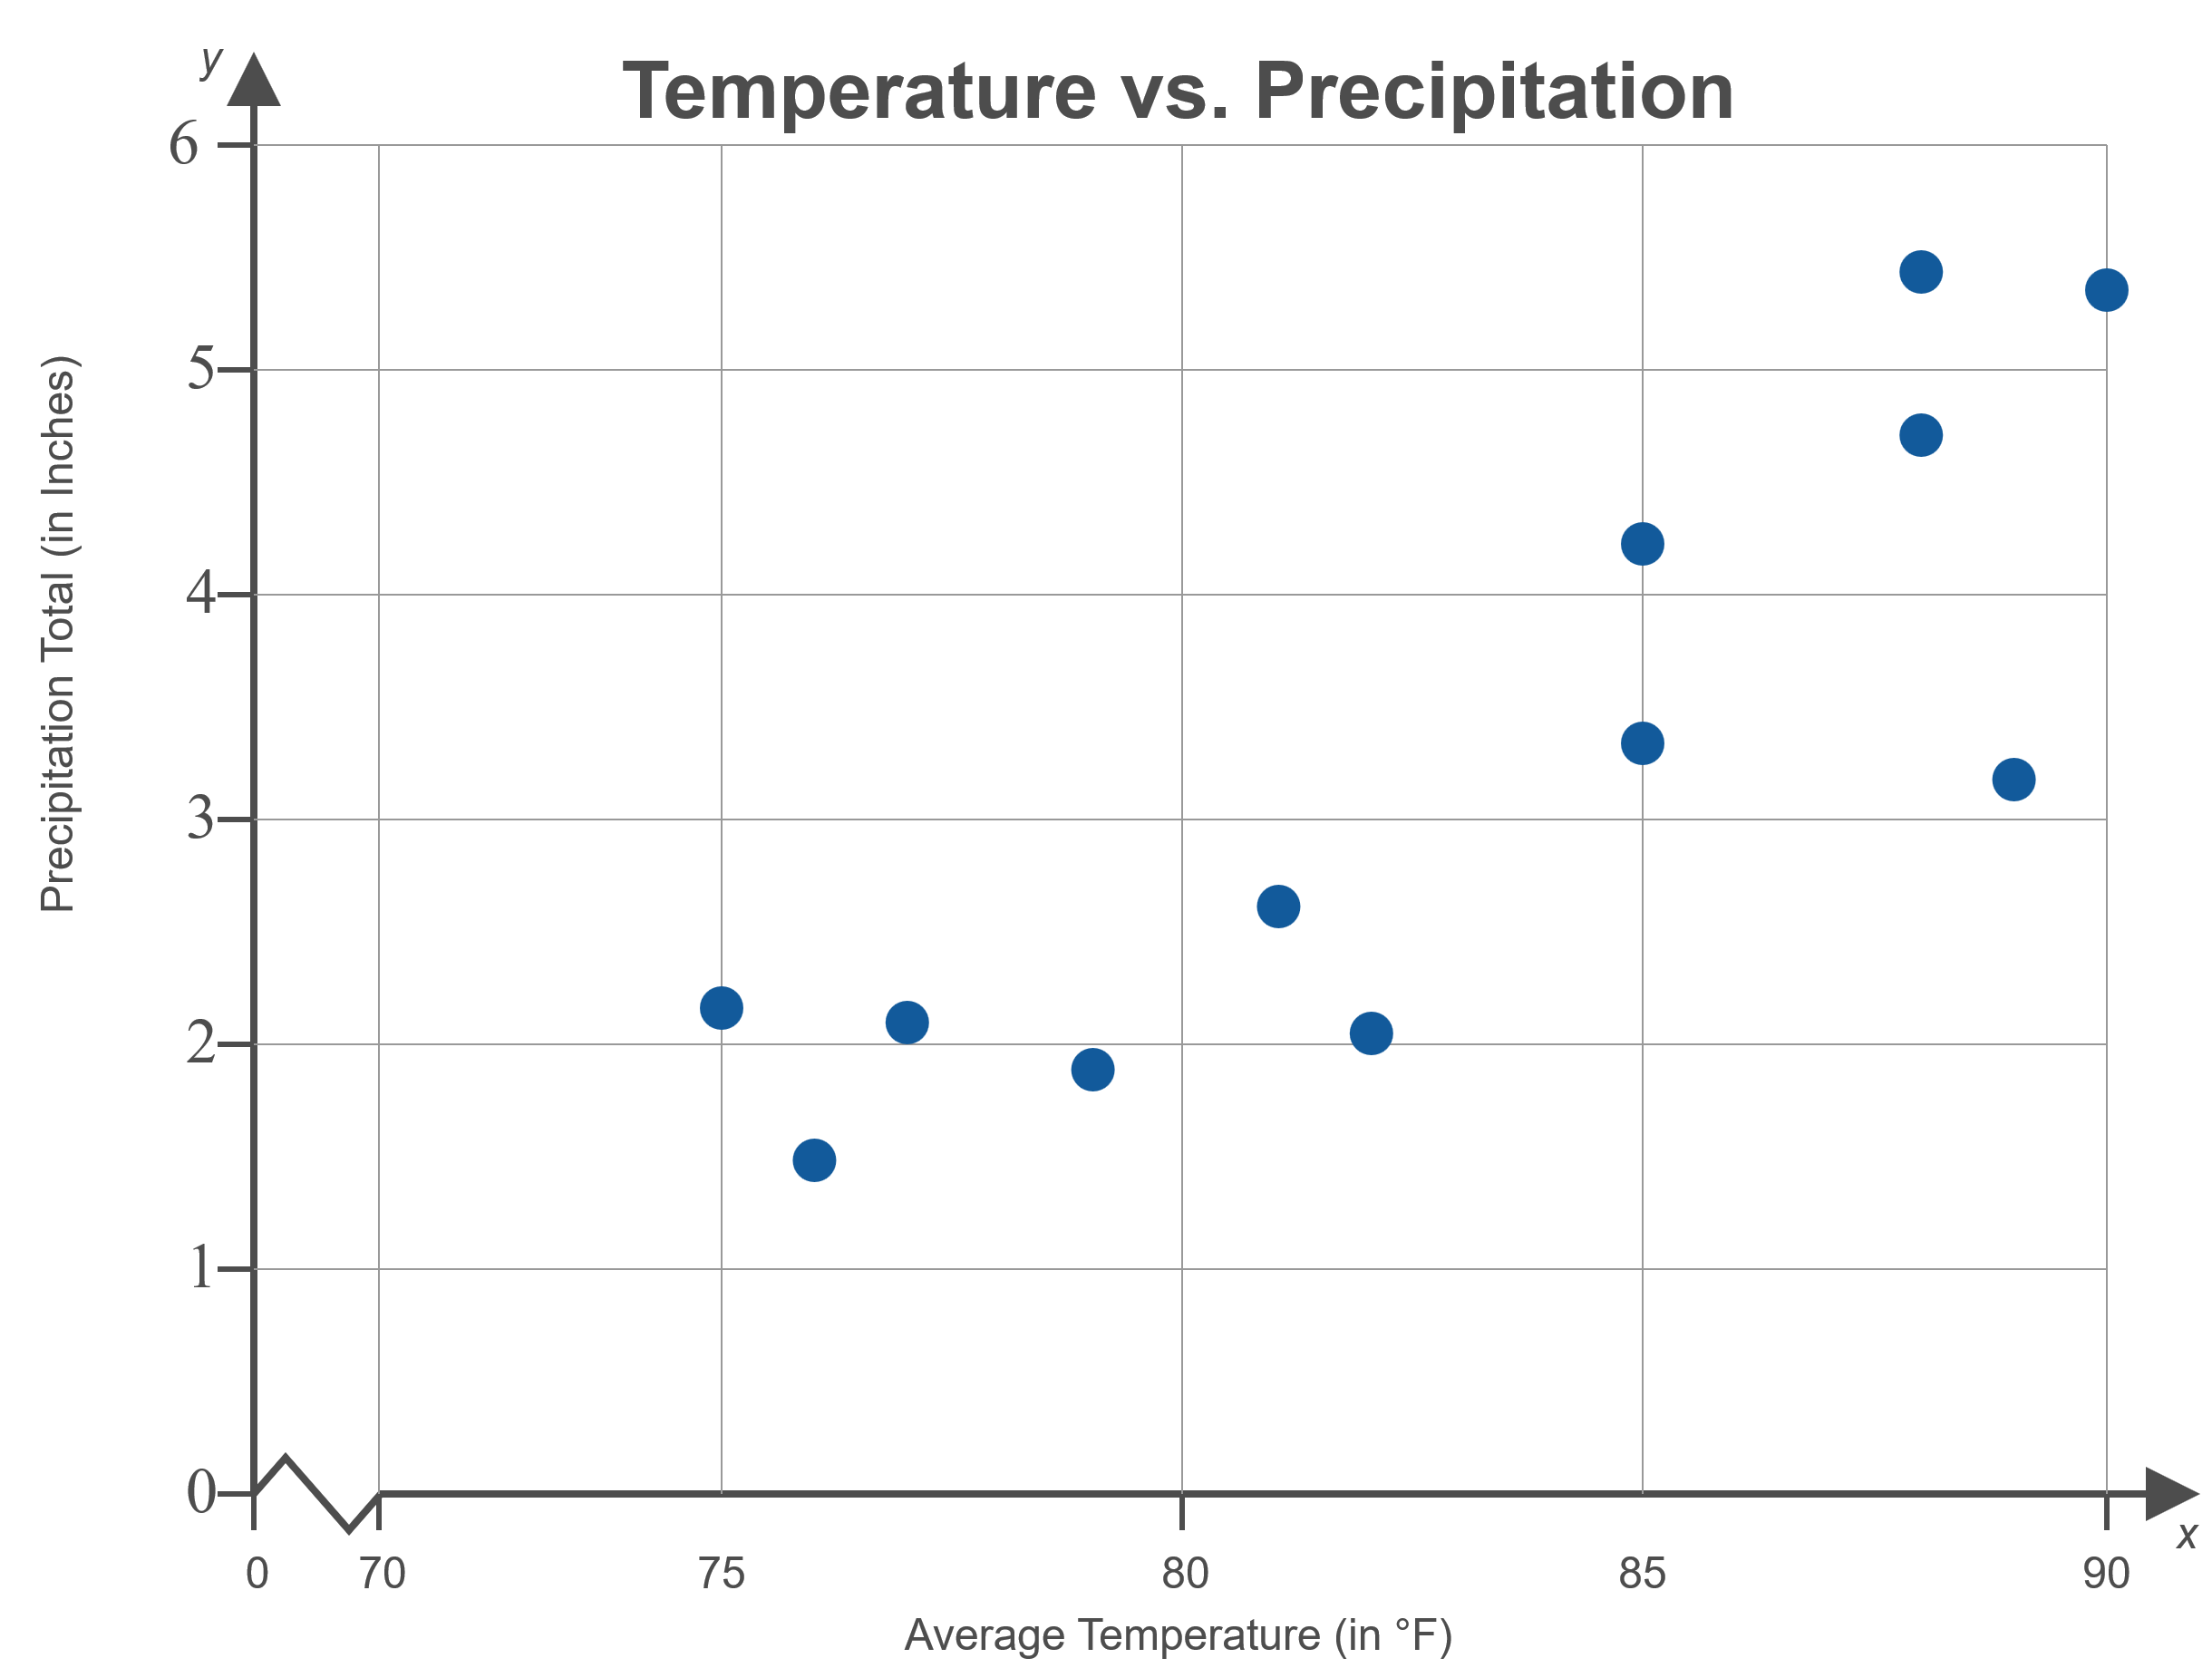 y
Temperature vs. Precipitation
6
5
4
3
2
1
0
Precipitation Total (in Inches)
0 70 75 80 85 90
x
Average Temperature (in °F)